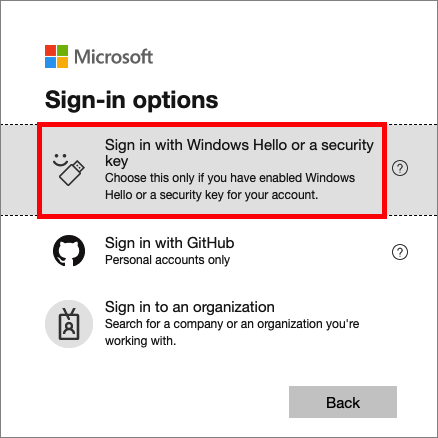 Microsoft
Sign-in options
Sign in with Windows Hello or a security
key
Choose this only if you have enabled Windows
Hello or a security key for your account.
?
Sign in with GitHub
Personal accounts only
?
Sign in to an organization
Search for a company or an organization you're
working with.
Back